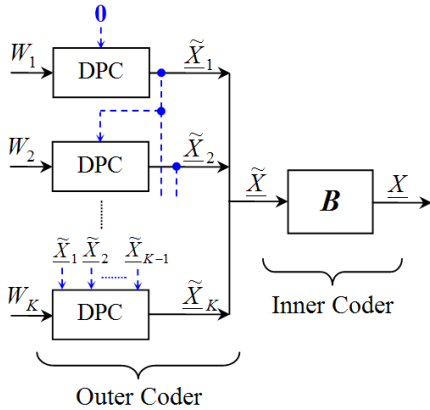 0
W₁ DPC X̃₁
W₂ DPC X̃₂
X̃ B X
X̃₁ X̃₂ X̃K−1
WK DPC X̃K
Inner Coder
Outer Coder